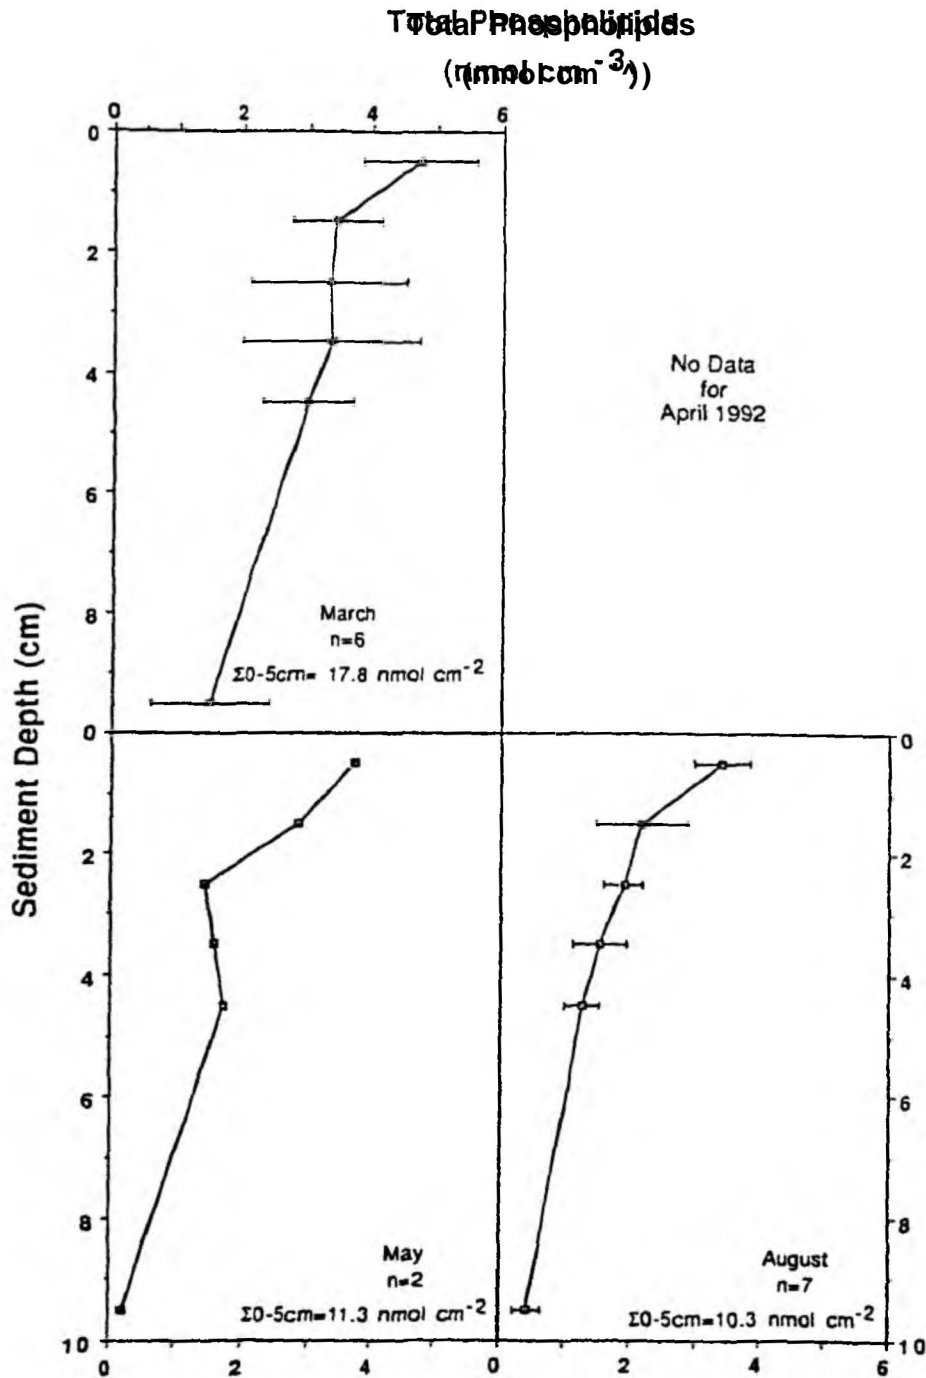 Total Phospholipids
(nmol cm -3)
0 2 4 6
0
2
4
6
8
No Data
for
April 1992
March
n=6
Σ0-5cm= 17.8 nmol cm-2
Sediment Depth (cm)
0
2
4
6
8
10
0
2
4
6
8
10
May
n=2
Σ0-5cm=11.3 nmol cm-2
August
n=7
Σ0-5cm=10.3 nmol cm-2
0 2 4 0 2 4 6